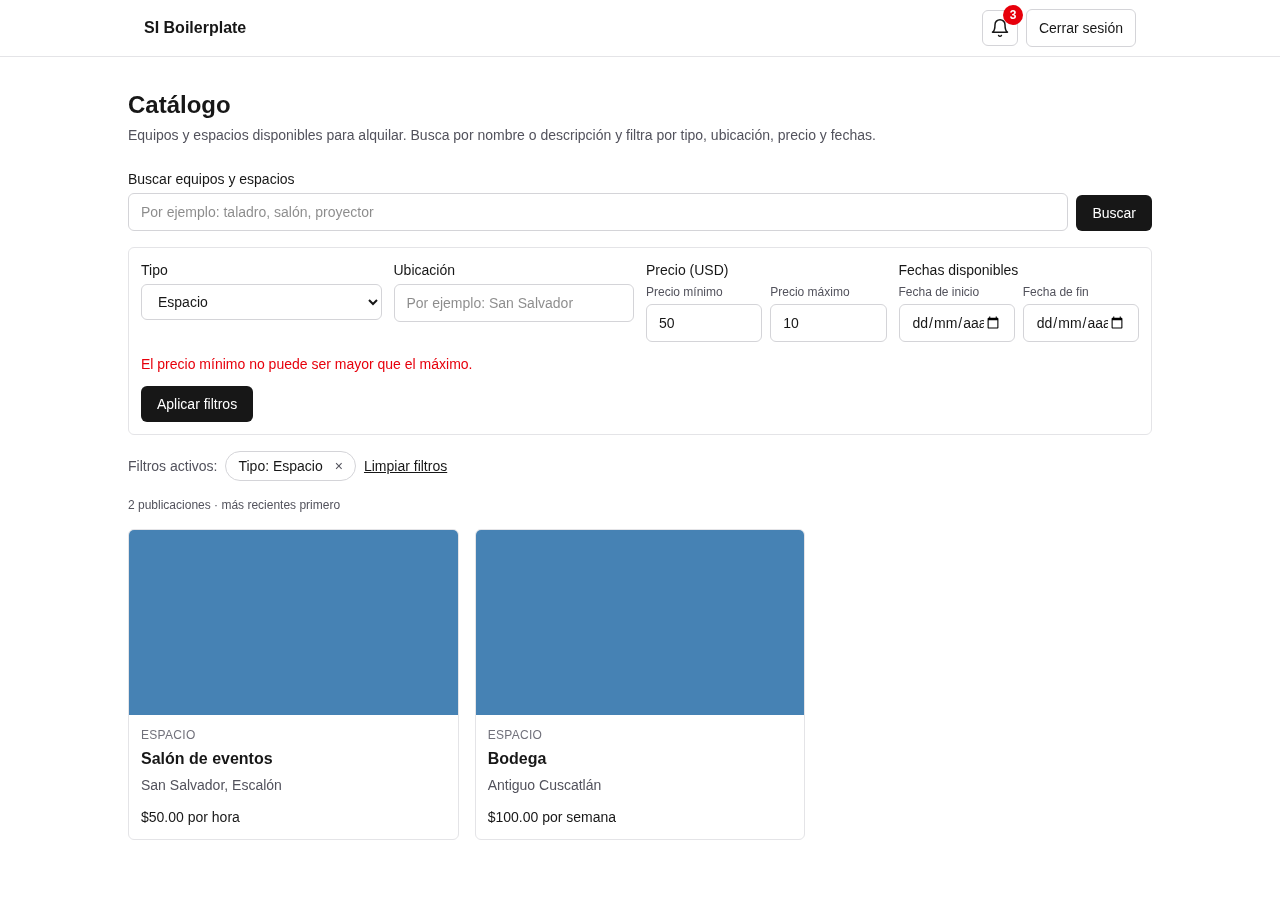 SI Boilerplate
3
Cerrar sesión
Catálogo
Equipos y espacios disponibles para alquilar. Busca por nombre o descripción y filtra por tipo, ubicación, precio y fechas.
Buscar equipos y espacios
Por ejemplo: taladro, salón, proyector
Buscar
Tipo
Espacio
Ubicación
Por ejemplo: San Salvador
Precio (USD)
Precio mínimo
50
Precio máximo
10
Fechas disponibles
Fecha de inicio
dd/mm/aaa
Fecha de fin
dd/mm/aaa
El precio mínimo no puede ser mayor que el máximo.
Aplicar filtros
Filtros activos:
Tipo: Espacio ×
Limpiar filtros
2 publicaciones · más recientes primero
ESPACIO
Salón de eventos
San Salvador, Escalón
$50.00 por hora
ESPACIO
Bodega
Antiguo Cuscatlán
$100.00 por semana